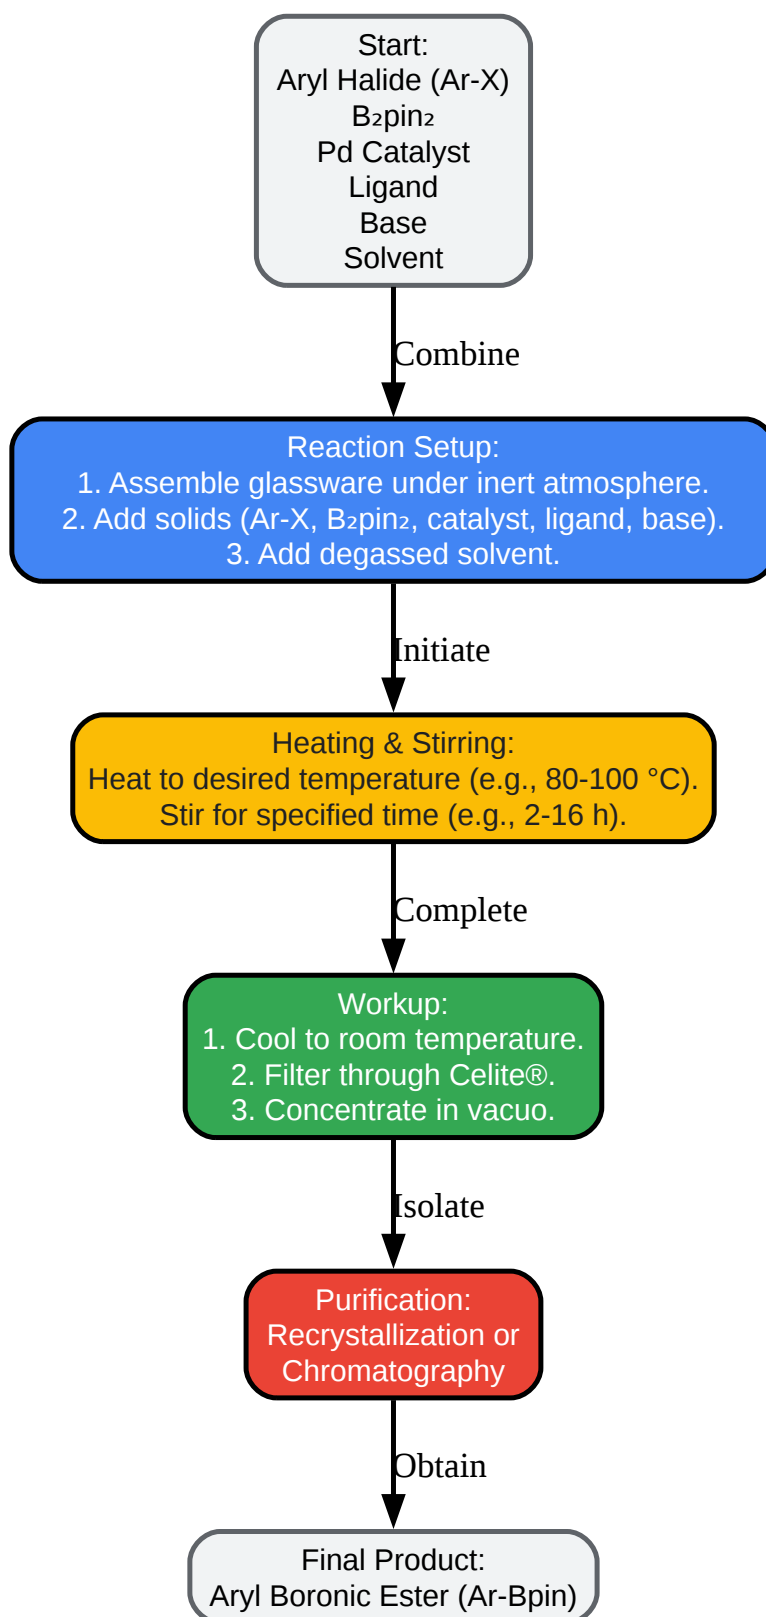 Start:
Aryl Halide (Ar-X)
B₂pin₂
Pd Catalyst
Ligand
Base
Solvent
Combine
Reaction Setup:
1. Assemble glassware under inert atmosphere.
2. Add solids (Ar-X, B₂pin₂, catalyst, ligand, base).
3. Add degassed solvent.
Initiate
Heating & Stirring:
Heat to desired temperature (e.g., 80-100 °C).
Stir for specified time (e.g., 2-16 h).
Complete
Workup:
1. Cool to room temperature.
2. Filter through Celite®.
3. Concentrate in vacuo.
Isolate
Purification:
Recrystallization or
Chromatography
Obtain
Final Product:
Aryl Boronic Ester (Ar-Bpin)